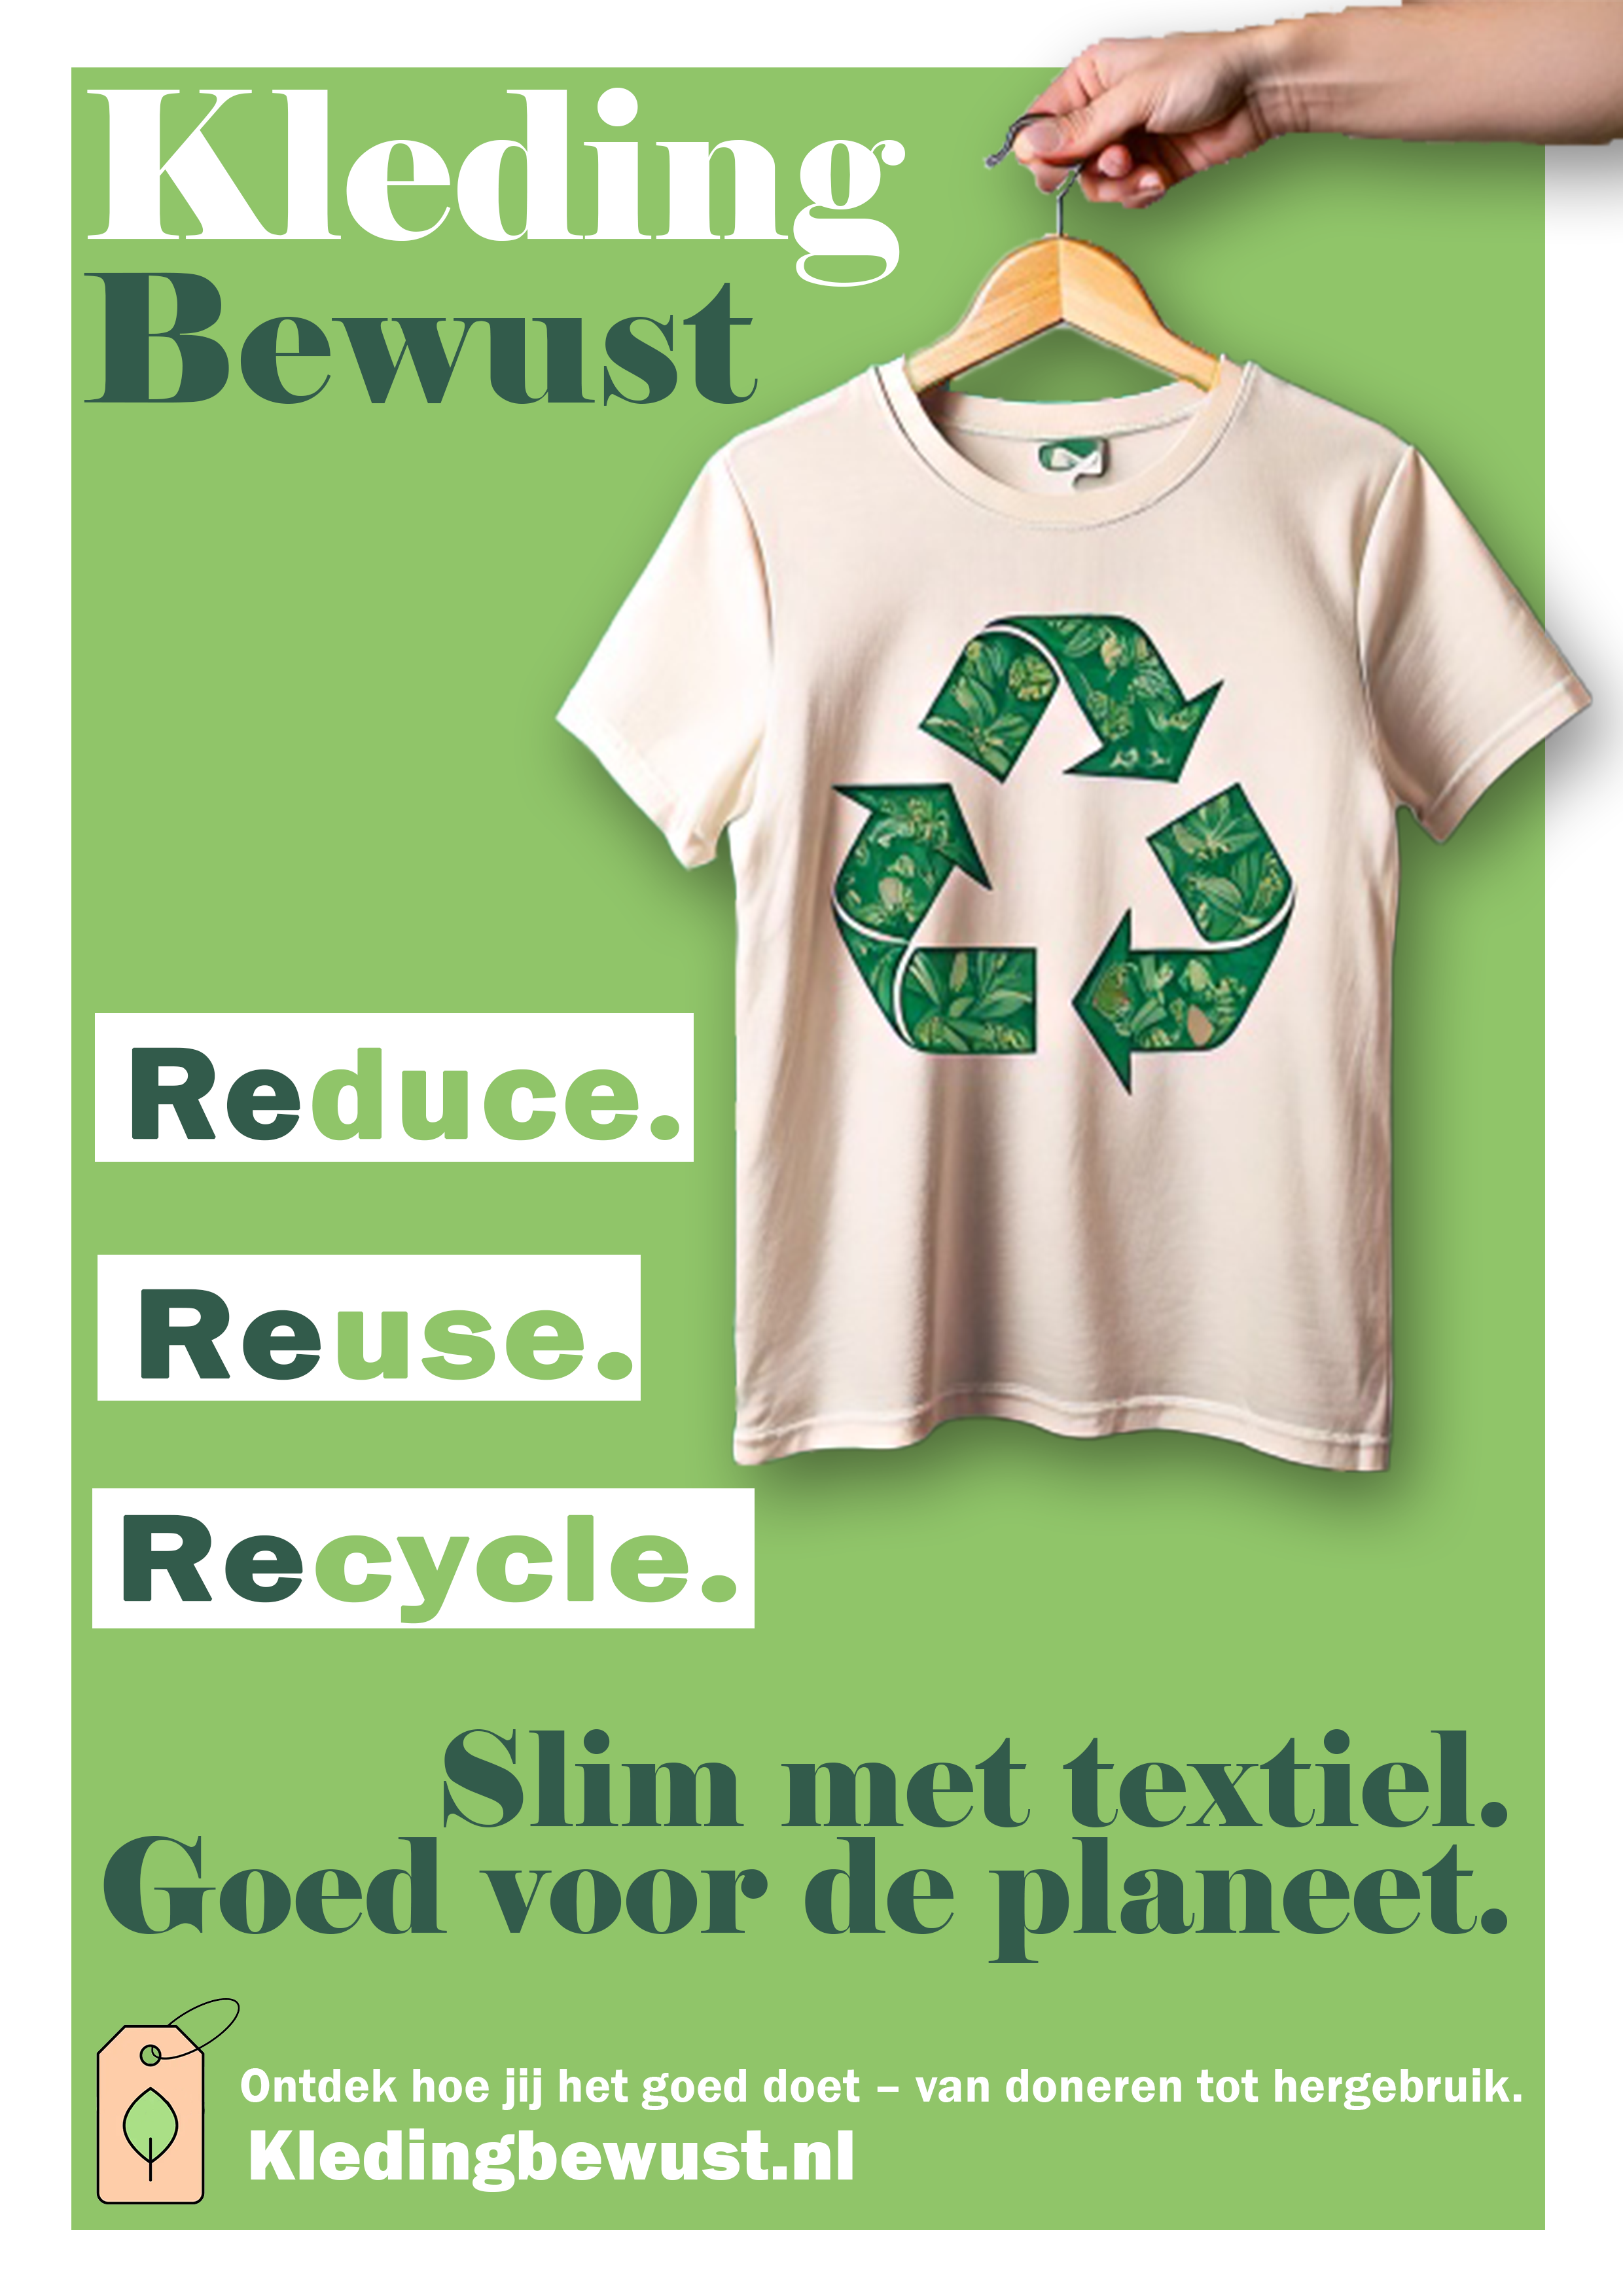 Kleding
Bewust
Reduce.
Reuse.
Recycle.
Slim met textiel.
Goed voor de planeet.
Ontdek hoe jij het goed doet – van doneren tot hergebruik.
Kledingbewust.nl